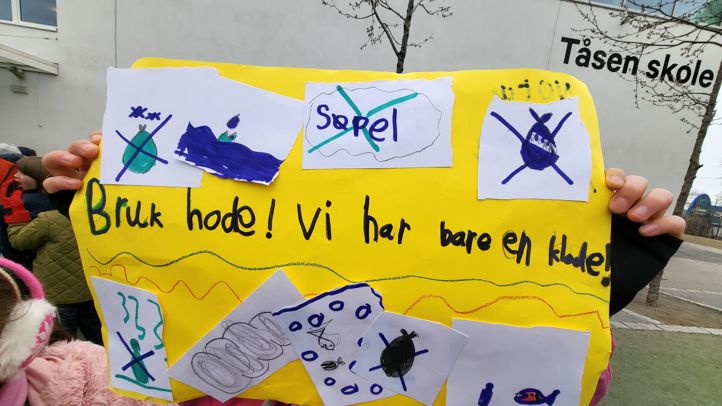 Tåsen skole
Søpel
Bruk hode! Vi har bare en klode!